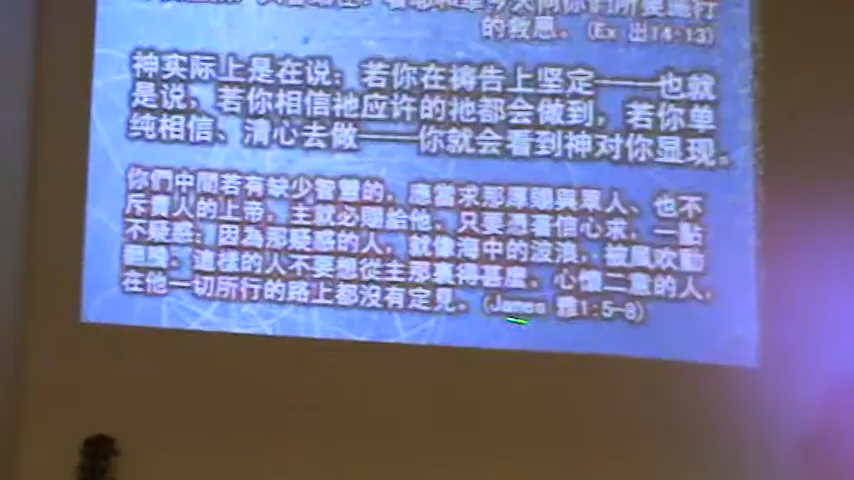 的救恩。(Ex 出14:13)
神实际上是在说：若你在祷告上坚定——也就
是说，若你相信祂应许的祂都会做到，若你单
纯相信、清心去做——你就会看到神对你显现。
你們中間若有缺少智慧的，應當求那厚賜與眾人、也不
斥責人的上帝，主就必賜給他。只要憑著信心求，一點
不疑惑；因為那疑惑的人，就像海中的波浪，被風吹動
翻騰。這樣的人不要想從主那裏得甚麼。心懷二意的人，
在他一切所行的路上都沒有定見。(James 雅1:5-8)